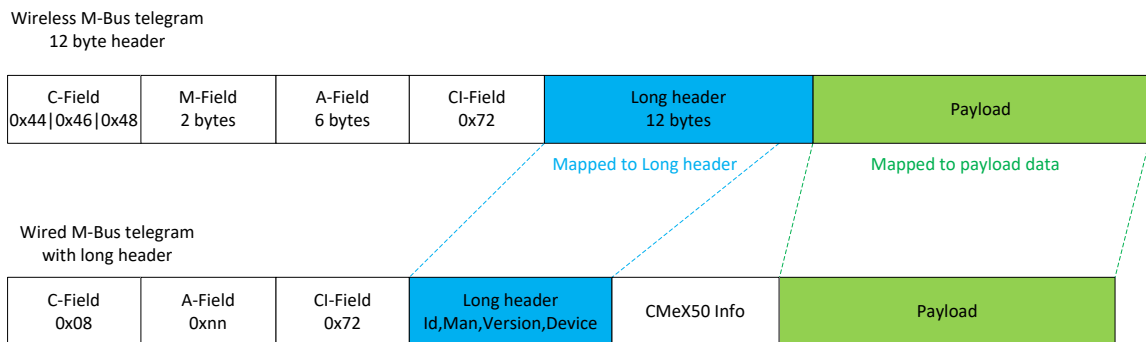 Wireless M-Bus telegram
12 byte header
C-Field
0x44|0x46|0x48
M-Field
2 bytes
A-Field
6 bytes
CI-Field
0x72
Long header
12 bytes
Payload
Mapped to Long header
Mapped to payload data
Wired M-Bus telegram
with long header
C-Field
0x08
A-Field
0xnn
CI-Field
0x72
Long header
Id,Man,Version,Device
CMeX50 Info
Payload